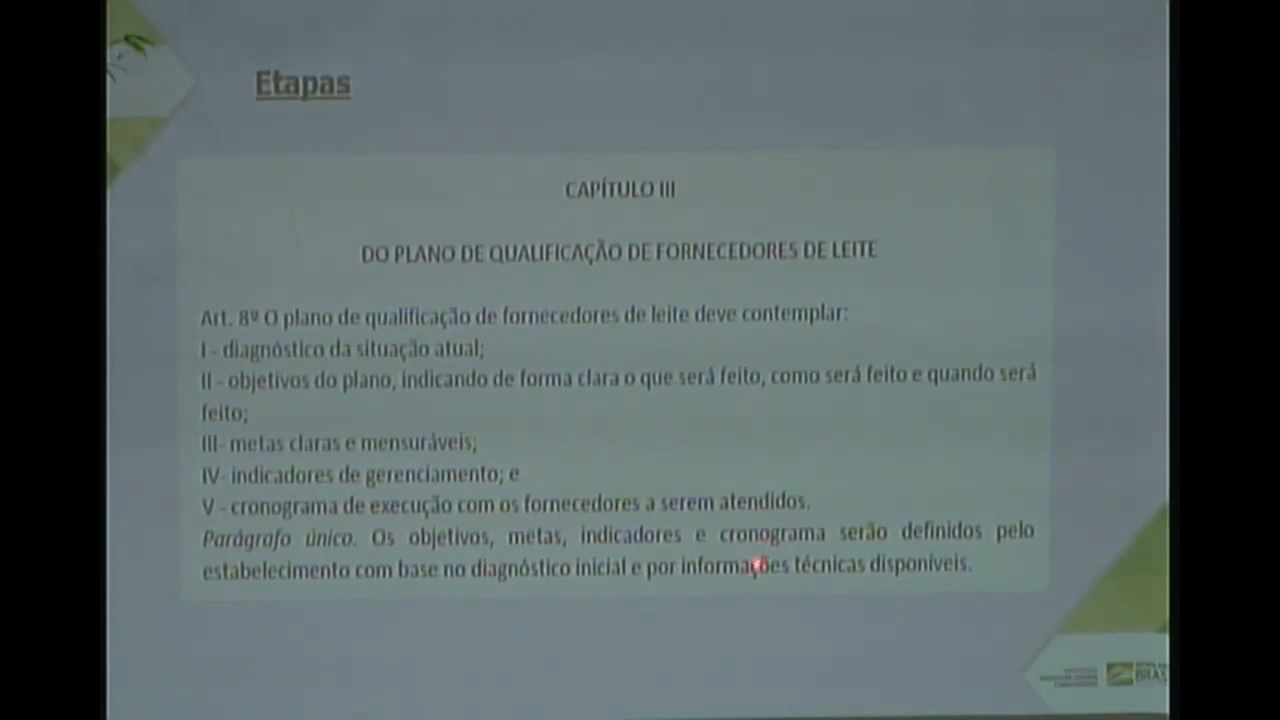 Etapas
CAPÍTULO III
DO PLANO DE QUALIFICAÇÃO DE FORNECEDORES DE LEITE
Art. 8º O plano de qualificação de fornecedores de leite deve contemplar:
I - diagnóstico da situação atual;
II - objetivos do plano, indicando de forma clara o que será feito, como será feito e quando será
feito;
III- metas claras e mensuráveis;
IV- indicadores de gerenciamento; e
V - cronograma de execução com os fornecedores a serem atendidos.
Parágrafo único. Os objetivos, metas, indicadores e cronograma serão definidos pelo
estabelecimento com base no diagnóstico inicial e por informações técnicas disponíveis.